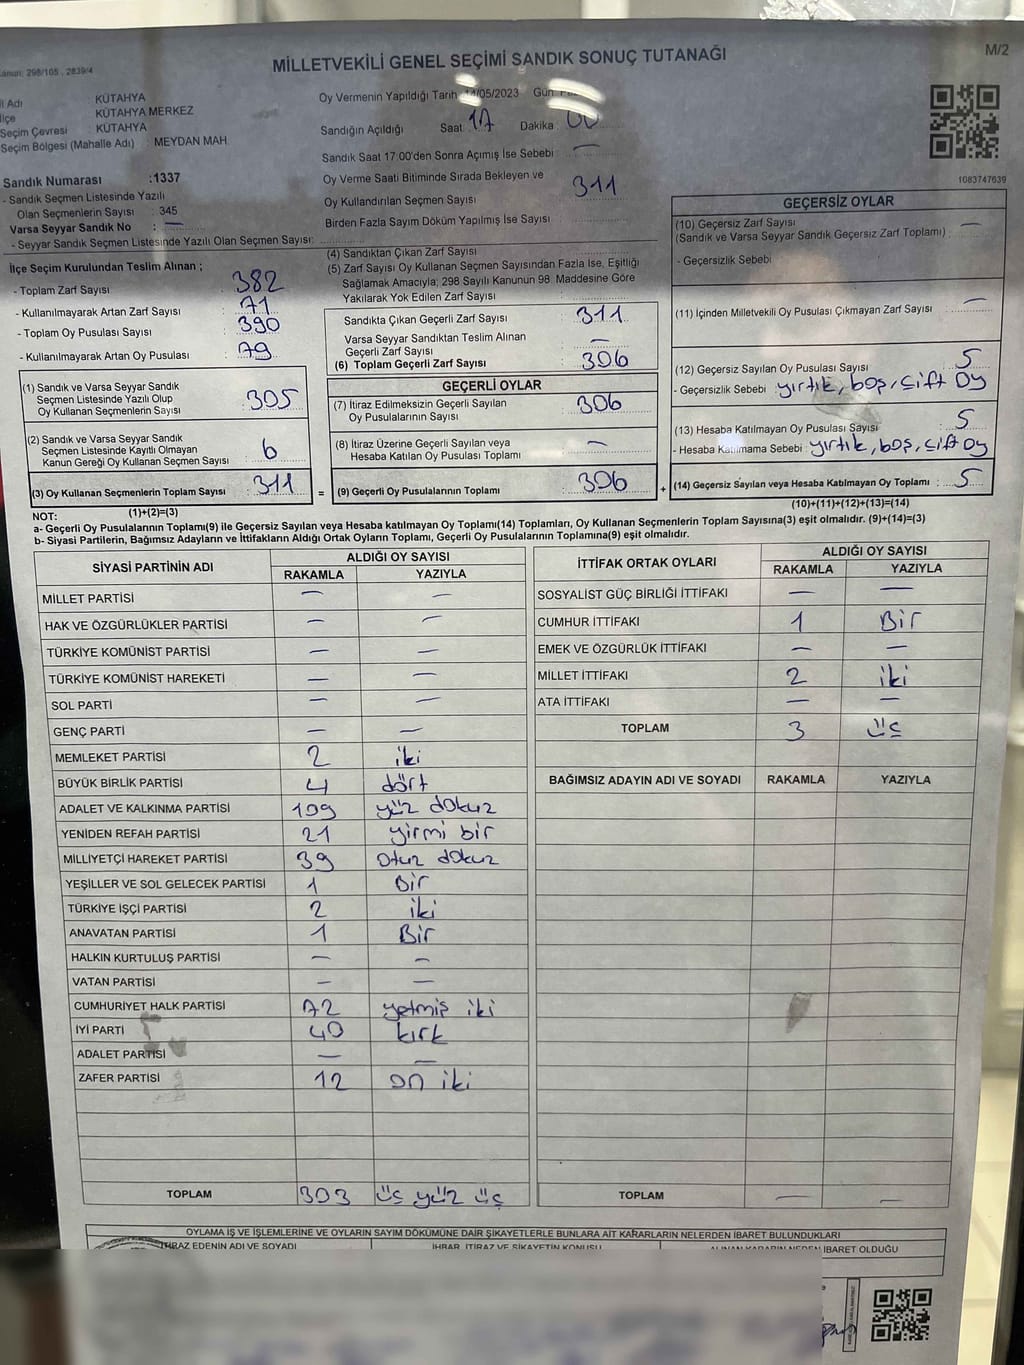 M/2
MİLLETVEKİLİ GENEL SEÇİMİ SANDIK SONUÇ TUTANAĞI
Kanun: 298/105 , 2839/4
İl Adı KÜTAHYA
İlçe KÜTAHYA MERKEZ
Seçim Çevresi : KÜTAHYA
Seçim Bölgesi (Mahalle Adı) : MEYDAN MAH
Sandık Numarası :1337
- Sandık Seçmen Listesinde Yazılı
Olan Seçmenlerin Sayısı : 345
Varsa Seyyar Sandık No : —
- Seyyar Sandık Seçmen Listesinde Yazılı Olan Seçmen Sayısı:
Oy Vermenin Yapıldığı Tarih 14/05/2023 Gün
Sandığın Açıldığı Saat : 17 Dakika : 00
Sandık Saat 17:00'den Sonra Açımış İse Sebebi : —
Oy Verme Saati Bitiminde Sırada Bekleyen ve
Oy Kullandırılan Seçmen Sayısı : 311
Birden Fazla Sayım Döküm Yapılmış İse Sayısı :
1083747639
İlçe Seçim Kurulundan Teslim Alınan ;
- Toplam Zarf Sayısı : 382
- Kullanılmayarak Artan Zarf Sayısı : 71
- Toplam Oy Pusulası Sayısı : 390
- Kullanılmayarak Artan Oy Pusulası : 79
(1) Sandık ve Varsa Seyyar Sandık
Seçmen Listesinde Yazılı Olup
Oy Kullanan Seçmenlerin Sayısı : 305
(2) Sandık ve Varsa Seyyar Sandık
Seçmen Listesinde Kayıtlı Olmayan
Kanun Gereği Oy Kullanan Seçmen Sayısı : 6
(3) Oy Kullanan Seçmenlerin Toplam Sayısı : 311
(1)+(2)=(3)
(4) Sandıktan Çıkan Zarf Sayısı :
(5) Zarf Sayısı Oy Kullanan Seçmen Sayısından Fazla İse, Eşitliği
Sağlamak Amacıyla; 298 Sayılı Kanunun 98. Maddesine Göre
Yakılarak Yok Edilen Zarf Sayısı :
Sandıkta Çıkan Geçerli Zarf Sayısı : 311
Varsa Seyyar Sandıktan Teslim Alınan
Geçerli Zarf Sayısı : —
(6) Toplam Geçerli Zarf Sayısı : 306
GEÇERLİ OYLAR
(7) İtiraz Edilmeksizin Geçerli Sayılan
Oy Pusulalarının Sayısı : 306
(8) İtiraz Üzerine Geçerli Sayılan veya
Hesaba Katılan Oy Pusulası Toplamı : —
= (9) Geçerli Oy Pusulalarının Toplamı : 306
GEÇERSİZ OYLAR
(10) Geçersiz Zarf Sayısı : —
(Sandık ve Varsa Seyyar Sandık Geçersiz Zarf Toplamı)
- Geçersizlik Sebebi :
(11) İçinden Milletvekili Oy Pusulası Çıkmayan Zarf Sayısı : —
(12) Geçersiz Sayılan Oy Pusulası Sayısı : 5
- Geçersizlik Sebebi : yırtık, boş, çift oy
(13) Hesaba Katılmayan Oy Pusulası Sayısı : 5
- Hesaba Katılmama Sebebi : yırtık, boş, çift oy
+ (14) Geçersiz Sayılan veya Hesaba Katılmayan Oy Toplamı : 5
(10)+(11)+(12)+(13)=(14)
NOT:
a- Geçerli Oy Pusulalarının Toplamı(9) ile Geçersiz Sayılan veya Hesaba katılmayan Oy Toplamı(14) Toplamları, Oy Kullanan Seçmenlerin Toplam Sayısına(3) eşit olmalıdır. (9)+(14)=(3)
b- Siyasi Partilerin, Bağımsız Adayların ve İttifakların Aldığı Ortak Oyların Toplamı, Geçerli Oy Pusulalarının Toplamına(9) eşit olmalıdır.
SİYASİ PARTİNİN ADI ALDIĞI OY SAYISI
RAKAMLA YAZIYLA
MİLLET PARTİSİ — —
HAK VE ÖZGÜRLÜKLER PARTİSİ — —
TÜRKİYE KOMÜNİST PARTİSİ — —
TÜRKİYE KOMÜNİST HAREKETİ — —
SOL PARTİ — —
GENÇ PARTİ — —
MEMLEKET PARTİSİ 2 iki
BÜYÜK BİRLİK PARTİSİ 4 dört
ADALET VE KALKINMA PARTİSİ 109 yüz dokuz
YENİDEN REFAH PARTİSİ 21 yirmi bir
MİLLİYETÇİ HAREKET PARTİSİ 39 otuz dokuz
YEŞİLLER VE SOL GELECEK PARTİSİ 1 Bir
TÜRKİYE İŞÇİ PARTİSİ 2 iki
ANAVATAN PARTİSİ 1 Bir
HALKIN KURTULUŞ PARTİSİ — —
VATAN PARTİSİ — —
CUMHURİYET HALK PARTİSİ 72 yetmiş iki
İYİ PARTİ 40 kırk
ADALET PARTİSİ — —
ZAFER PARTİSİ 12 on iki
TOPLAM 303 üç yüz üç
İTTİFAK ORTAK OYLARI ALDIĞI OY SAYISI
RAKAMLA YAZIYLA
SOSYALİST GÜÇ BİRLİĞİ İTTİFAKI — —
CUMHUR İTTİFAKI 1 Bir
EMEK VE ÖZGÜRLÜK İTTİFAKI — —
MİLLET İTTİFAKI 2 iki
ATA İTTİFAKI — —
TOPLAM 3 üç
BAĞIMSIZ ADAYIN ADI VE SOYADI RAKAMLA YAZIYLA
TOPLAM — —
OYLAMA İŞ VE İŞLEMLERİNE VE OYLARIN SAYIM DÖKÜMÜNE DAİR ŞİKAYETLERLE BUNLARA AİT KARARLARIN NELERDEN İBARET BULUNDUKLARI
İTİRAZ EDENİN ADI VE SOYADI İHBAR, İTİRAZ VE ŞİKAYETİN KONUSU ALINAN KARARIN NEDEN İBARET OLDUĞU